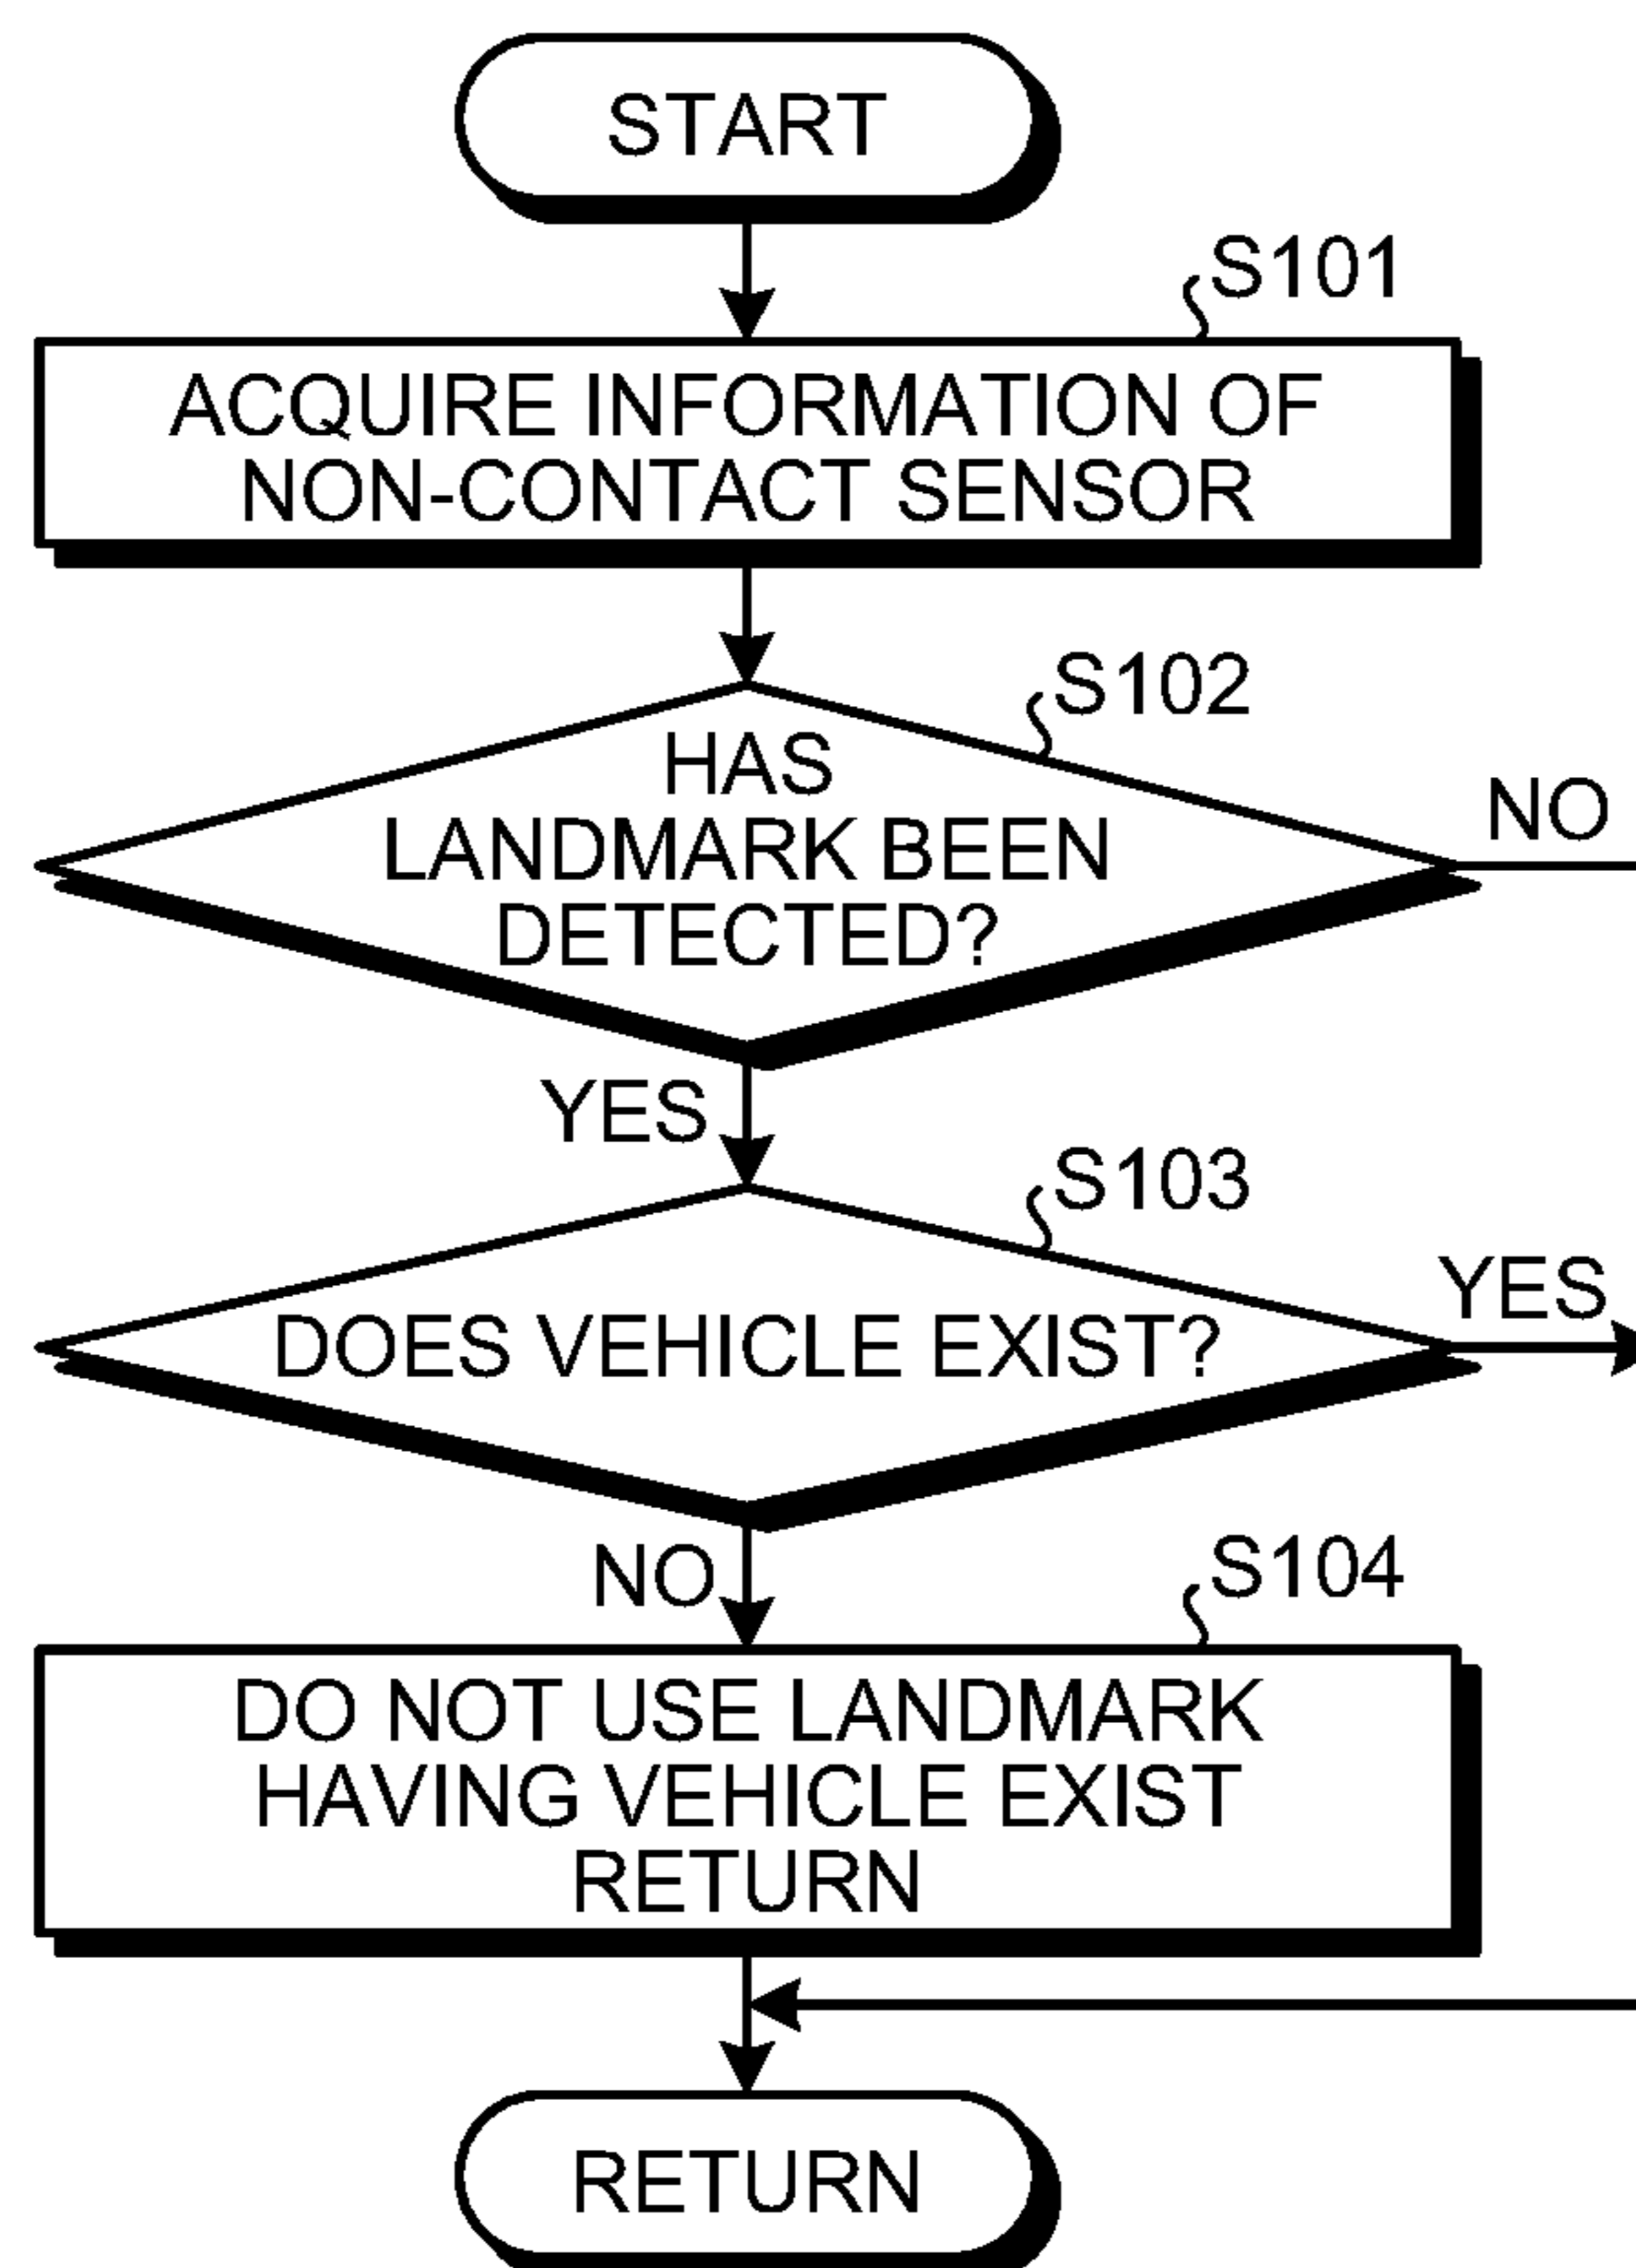 START
S101
ACQUIRE INFORMATION OF
NON-CONTACT SENSOR
S102
HAS
LANDMARK BEEN
DETECTED?
NO
YES
S103
DOES VEHICLE EXIST?
YES
NO
S104
DO NOT USE LANDMARK
HAVING VEHICLE EXIST
RETURN
RETURN